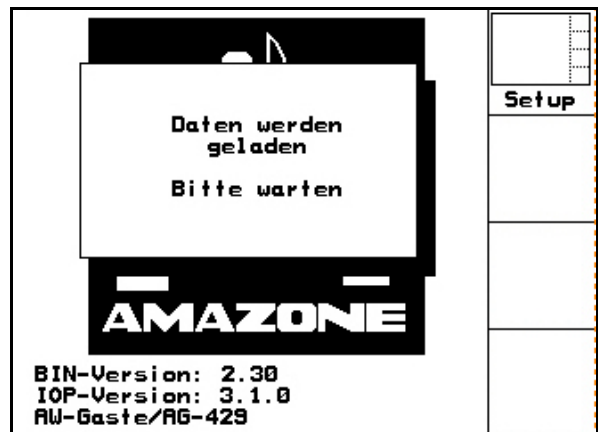 Setup
Daten werden
geladen
Bitte warten
AMAZONE
BIN-Version: 2.30
IOP-Version: 3.1.0
AW-Gaste/AG-429